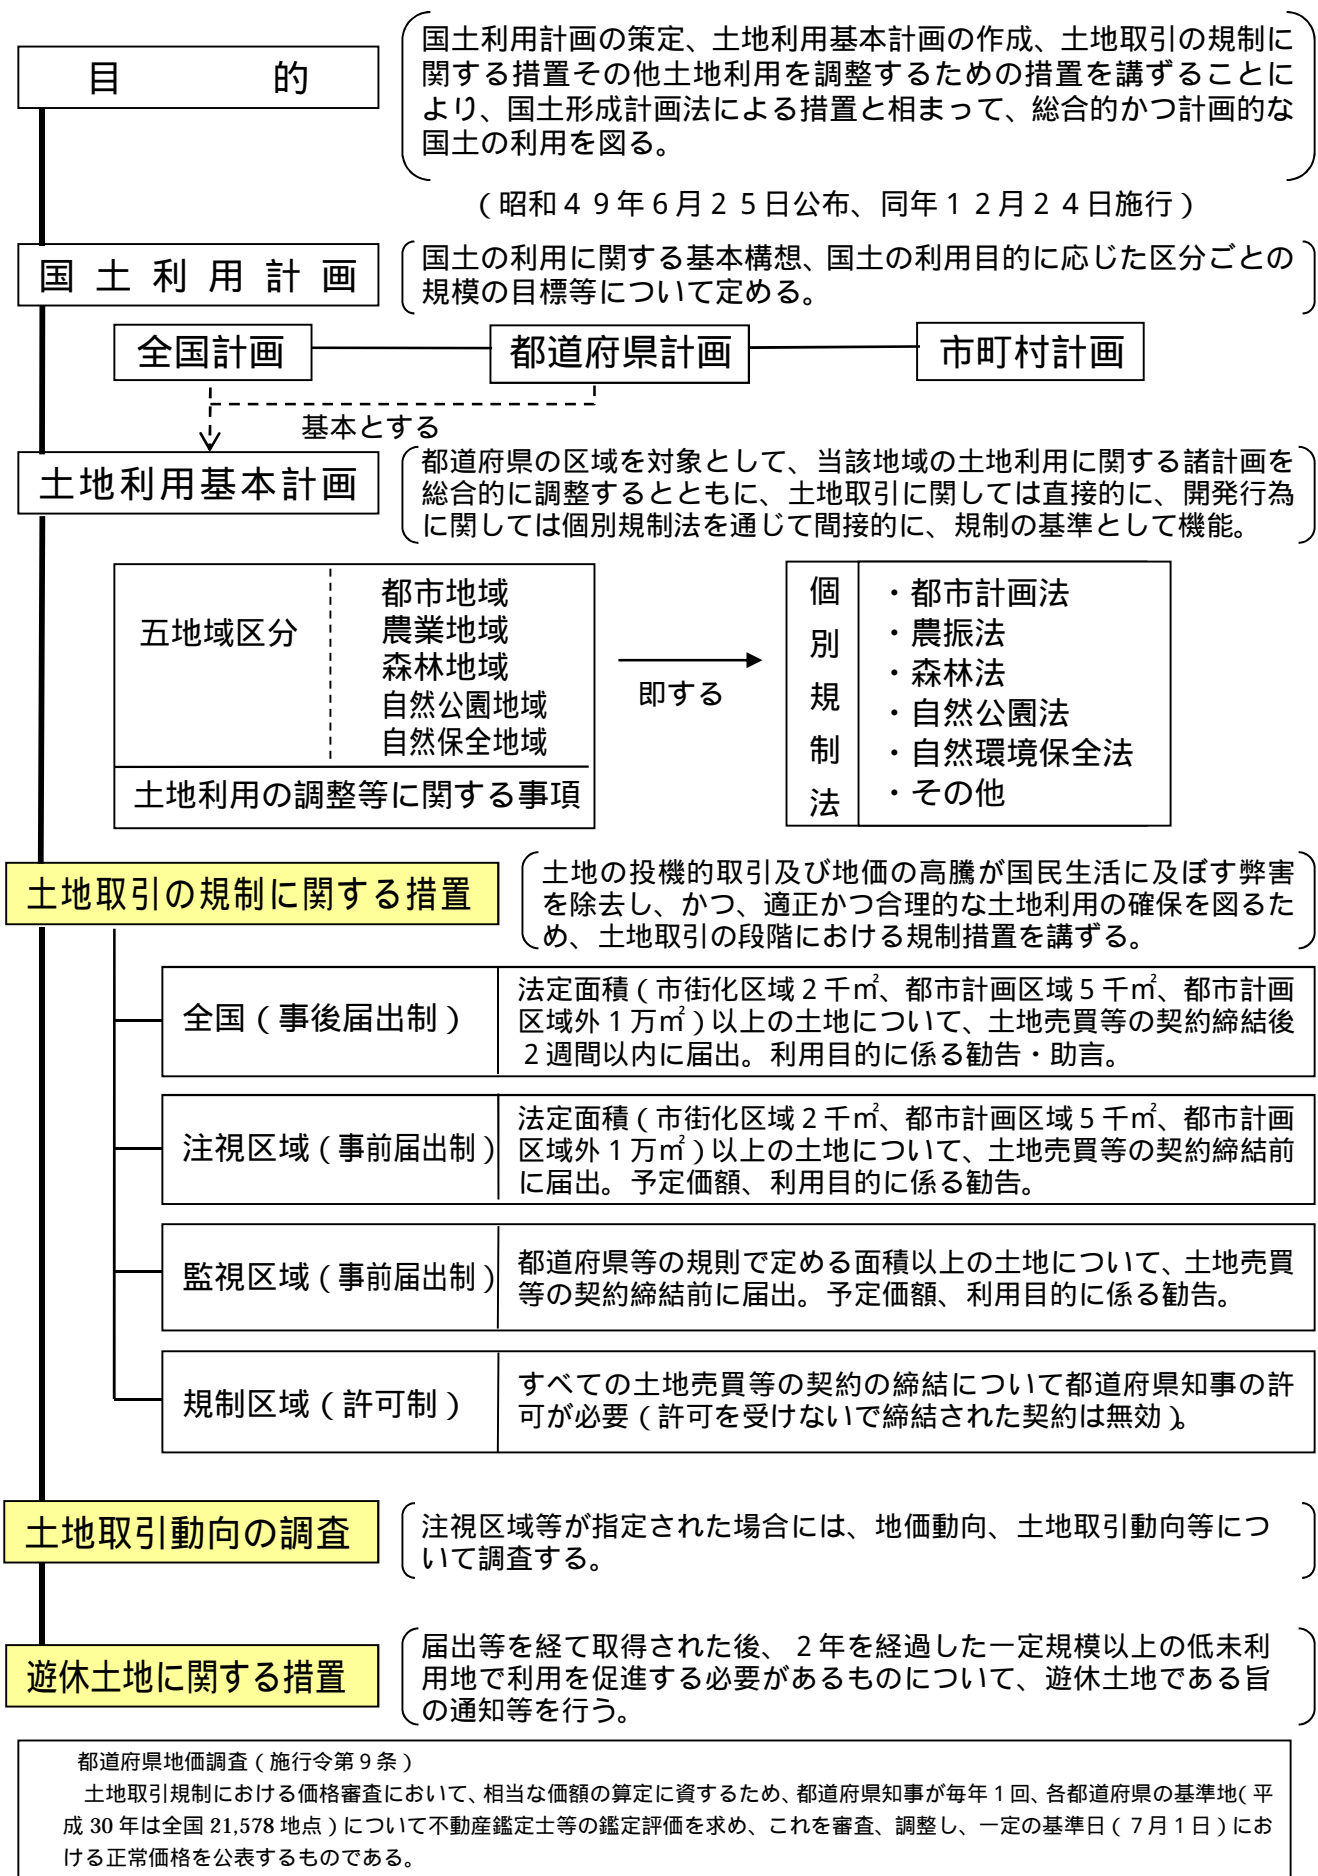 目　的
国土利用計画の策定、土地利用基本計画の作成、土地取引の規制に
関する措置その他土地利用を調整するための措置を講ずることに
より、国土形成計画法による措置と相まって、総合的かつ計画的な
国土の利用を図る。
（昭和４９年６月２５日公布、同年１２月２４日施行）
国土利用計画
国土の利用に関する基本構想、国土の利用目的に応じた区分ごとの
規模の目標等について定める。
全国計画
都道府県計画
市町村計画
基本とする
土地利用基本計画
都道府県の区域を対象として、当該地域の土地利用に関する諸計画を
総合的に調整するとともに、土地取引に関しては直接的に、開発行為
に関しては個別規制法を通じて間接的に、規制の基準として機能。
五地域区分
都市地域
農業地域
森林地域
自然公園地域
自然保全地域
土地利用の調整等に関する事項
即する
個別規制法
・都市計画法
・農振法
・森林法
・自然公園法
・自然環境保全法
・その他
土地取引の規制に関する措置
土地の投機的取引及び地価の高騰が国民生活に及ぼす弊害
を除去し、かつ、適正かつ合理的な土地利用の確保を図るた
め、土地取引の段階における規制措置を講ずる。
全国（事後届出制）
法定面積（市街化区域２千㎡、都市計画区域５千㎡、都市計画
区域外１万㎡）以上の土地について、土地売買等の契約締結後
２週間以内に届出。利用目的に係る勧告・助言。
注視区域（事前届出制）
法定面積（市街化区域２千㎡、都市計画区域５千㎡、都市計画
区域外１万㎡）以上の土地について、土地売買等の契約締結前
に届出。予定価額、利用目的に係る勧告。
監視区域（事前届出制）
都道府県等の規則で定める面積以上の土地について、土地売買
等の契約締結前に届出。予定価額、利用目的に係る勧告。
規制区域（許可制）
すべての土地売買等の契約の締結について都道府県知事の許
可が必要（許可を受けないで締結された契約は無効）。
土地取引動向の調査
注視区域等が指定された場合には、地価動向、土地取引動向等につ
いて調査する。
遊休土地に関する措置
届出等を経て取得された後、２年を経過した一定規模以上の低未利
用地で利用を促進する必要があるものについて、遊休土地である旨
の通知等を行う。
都道府県地価調査（施行令第９条）
土地取引規制における価格審査において、相当な価額の算定に資するため、都道府県知事が毎年１回、各都道府県の基準地（平
成 30 年は全国 21,578 地点）について不動産鑑定士等の鑑定評価を求め、これを審査、調整し、一定の基準日（７月１日）にお
ける正常価格を公表するものである。